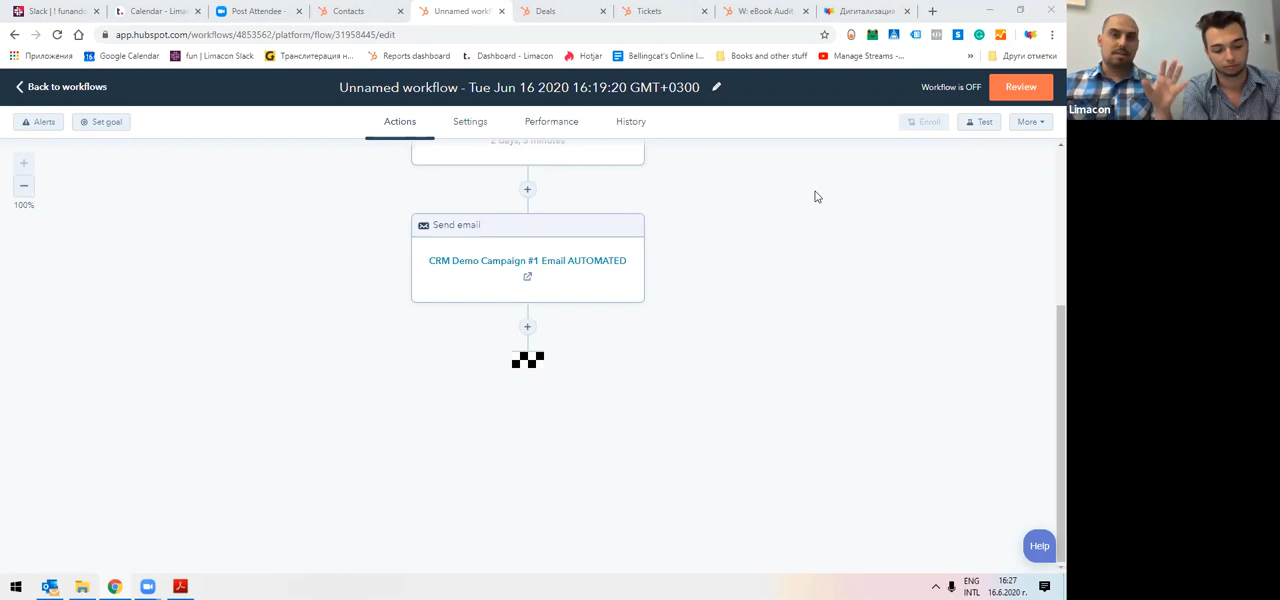 Slack | ! funando
Calendar - Limac
Post Attendee -
Contacts
Unnamed workf
Deals
Tickets
W: eBook Audit,
Дигитализация
app.hubspot.com/workflows/4853562/platform/flow/31958445/edit
Приложения
Google Calendar
fun | Limacon Slack
Транслитерация н...
Reports dashboard
Dashboard - Limacon
Hotjar
Bellingcat's Online I...
Books and other stuff
Manage Streams -...
»
Други отметки
Back to workflows
Unnamed workflow - Tue Jun 16 2020 16:19:20 GMT+0300
Workflow is OFF
Review
Alerts
Set goal
Actions
Settings
Performance
History
Enroll
Test
More
100%
Send email
CRM Demo Campaign #1 Email AUTOMATED
Help
Limacon
ENG
INTL
16:27
16.6.2020 г.